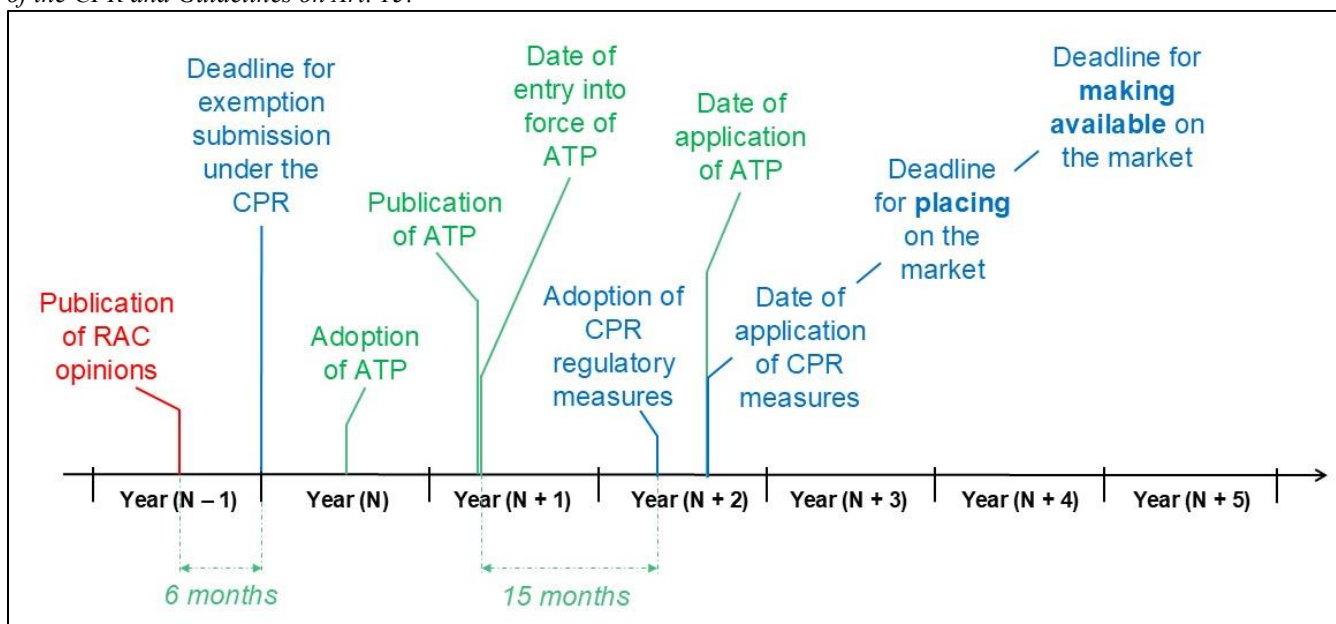 of the CPR and Guidelines on Art. 15.
Deadline for
exemption
submission
under the
CPR
Date of
entry into
force of
ATP
Date of
application
of ATP
Deadline for
making
available on
the market
Deadline
for placing
on the
market
Publication
of ATP
Publication
of RAC
opinions
Adoption
of ATP
Adoption of
CPR
regulatory
measures
Date of
application
of CPR
measures
Year (N – 1)
Year (N)
Year (N + 1)
Year (N + 2)
Year (N + 3)
Year (N + 4)
Year (N + 5)
6 months
15 months